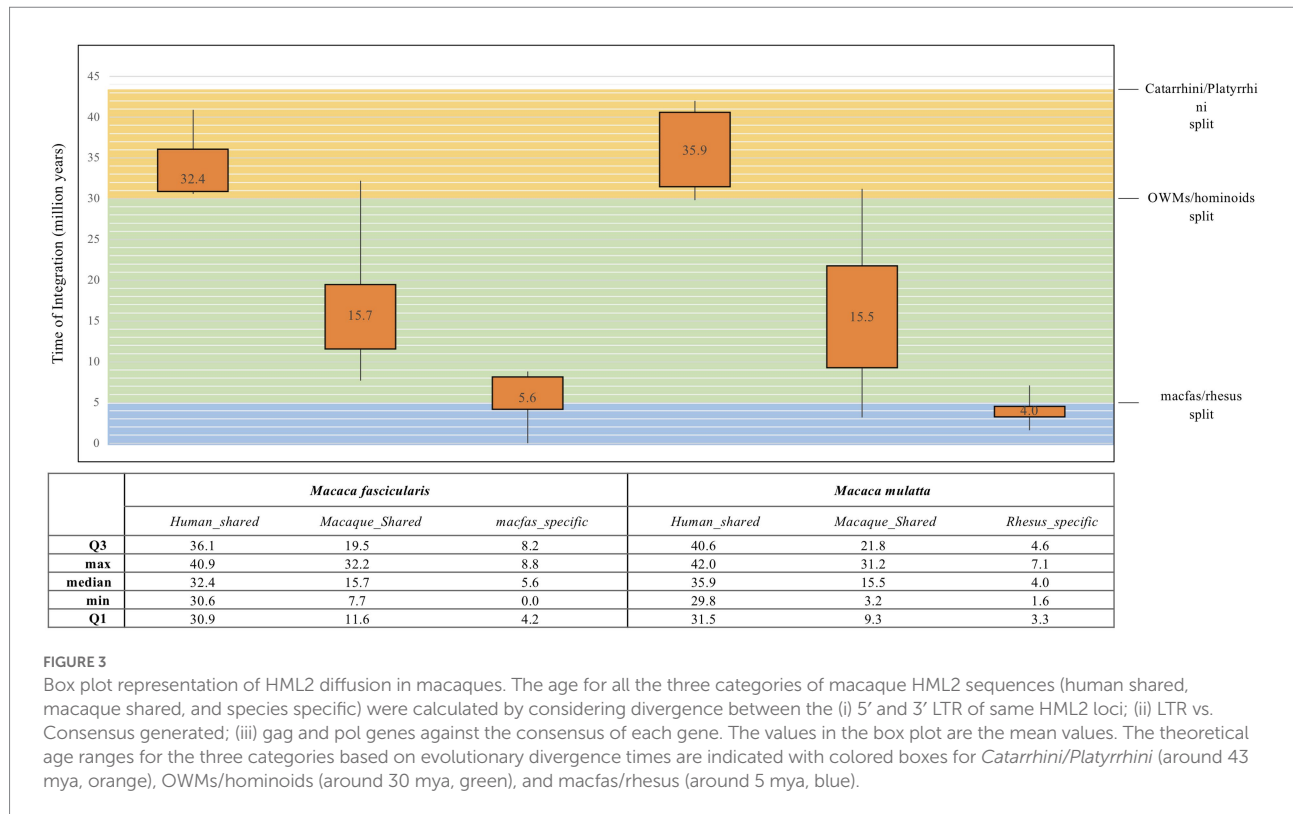 45
40
35
30
25
20
15
10
5
0
Time of Integration (million years)
32.4
15.7
5.6
35.9
15.5
4.0
Catarrhini/Platyrrhi
ni
split
OWMs/hominoids
split
macfas/rhesus
split
Macaca fascicularis Macaca mulatta
Human_shared Macaque_Shared macfas_specific Human_shared Macaque_Shared Rhesus_specific
Q3 36.1 19.5 8.2 40.6 21.8 4.6
max 40.9 32.2 8.8 42.0 31.2 7.1
median 32.4 15.7 5.6 35.9 15.5 4.0
min 30.6 7.7 0.0 29.8 3.2 1.6
Q1 30.9 11.6 4.2 31.5 9.3 3.3
FIGURE 3
Box plot representation of HML2 diffusion in macaques. The age for all the three categories of macaque HML2 sequences (human shared,
macaque shared, and species specific) were calculated by considering divergence between the (i) 5′ and 3′ LTR of same HML2 loci; (ii) LTR vs.
Consensus generated; (iii) gag and pol genes against the consensus of each gene. The values in the box plot are the mean values. The theoretical
age ranges for the three categories based on evolutionary divergence times are indicated with colored boxes for Catarrhini/Platyrrhini (around 43
mya, orange), OWMs/hominoids (around 30 mya, green), and macfas/rhesus (around 5 mya, blue).